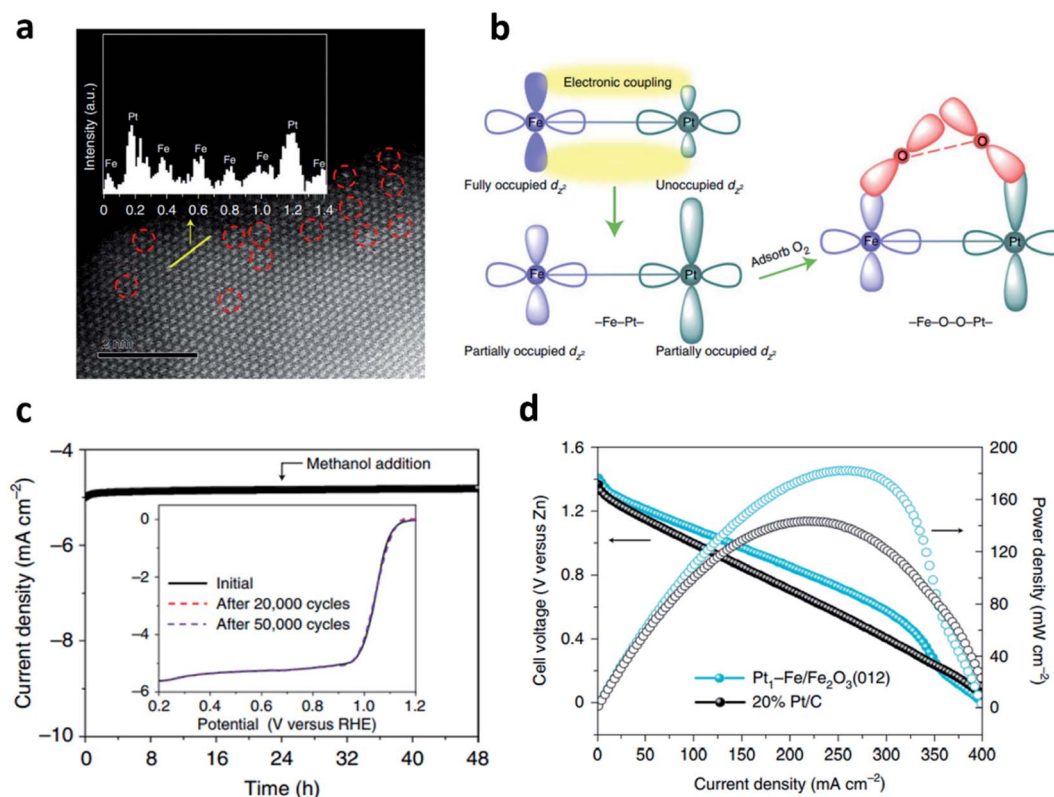 a
Intensity (a.u.)
Fe
Pt
Fe
Fe
Fe
Fe
Pt
Fe
0 0.2 0.4 0.6 0.8 1.0 1.2 1.4
2 nm
b
Electronic coupling
Fe
Pt
Fully occupied d_z²
Unoccupied d_z²
Fe
Pt
–Fe–Pt–
Partially occupied d_z²
Partially occupied d_z²
Adsorb O₂
O
O
Fe
Pt
–Fe–O–O–Pt–
c
Current density (mA cm⁻²)
–4
–6
–8
–10
Methanol addition
0
–2
–4
–6
Initial
After 20,000 cycles
After 50,000 cycles
0.2 0.4 0.6 0.8 1.0 1.2
Potential (V versus RHE)
0 8 16 24 32 40 48
Time (h)
d
Cell voltage (V versus Zn)
1.6
1.2
0.8
0.4
0
Pt₁–Fe/Fe₂O₃(012)
20% Pt/C
200
160
120
80
40
0
Power density (mW cm⁻²)
0 50 100 150 200 250 300 350 400
Current density (mA cm⁻²)